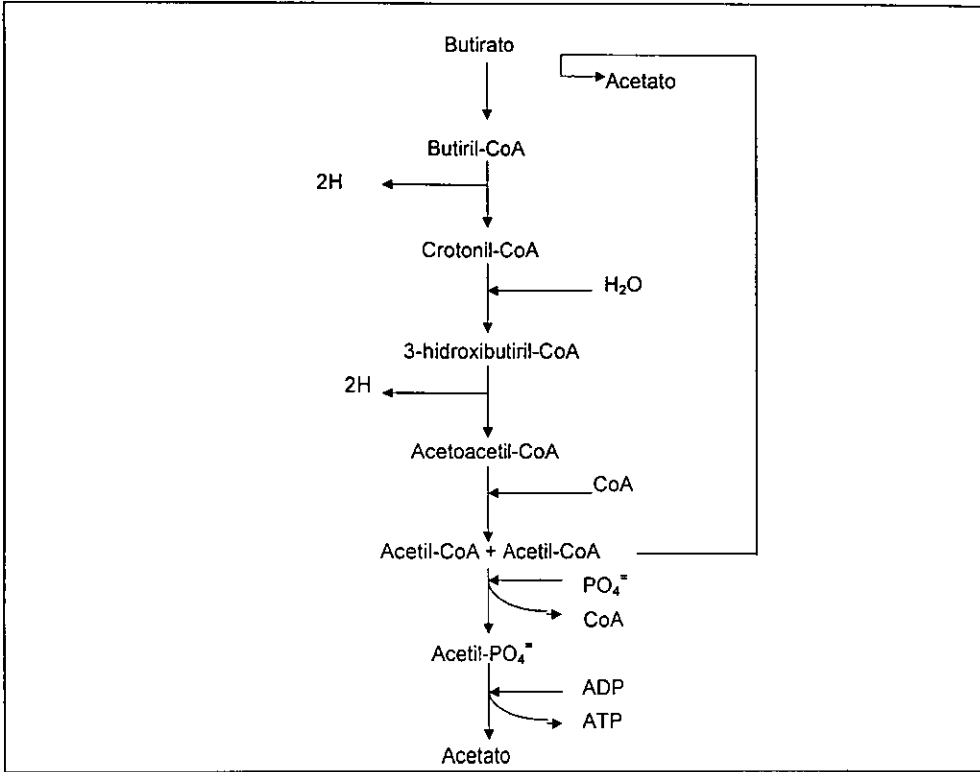 Butirato
Acetato
Butiril-CoA
2H
Crotonil-CoA
H₂O
3-hidroxibutiril-CoA
2H
Acetoacetil-CoA
CoA
Acetil-CoA + Acetil-CoA
PO₄⁼
CoA
Acetil-PO₄⁼
ADP
ATP
Acetato